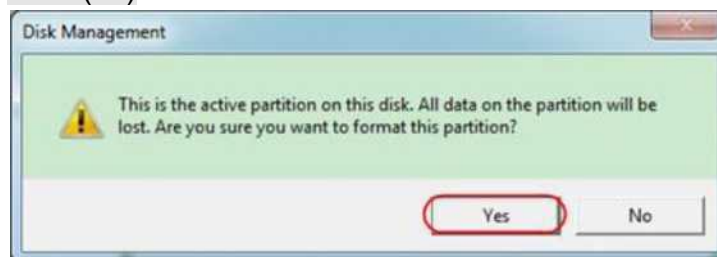 Disk Management
This is the active partition on this disk. All data on the partition will be
lost. Are you sure you want to format this partition?
Yes
No